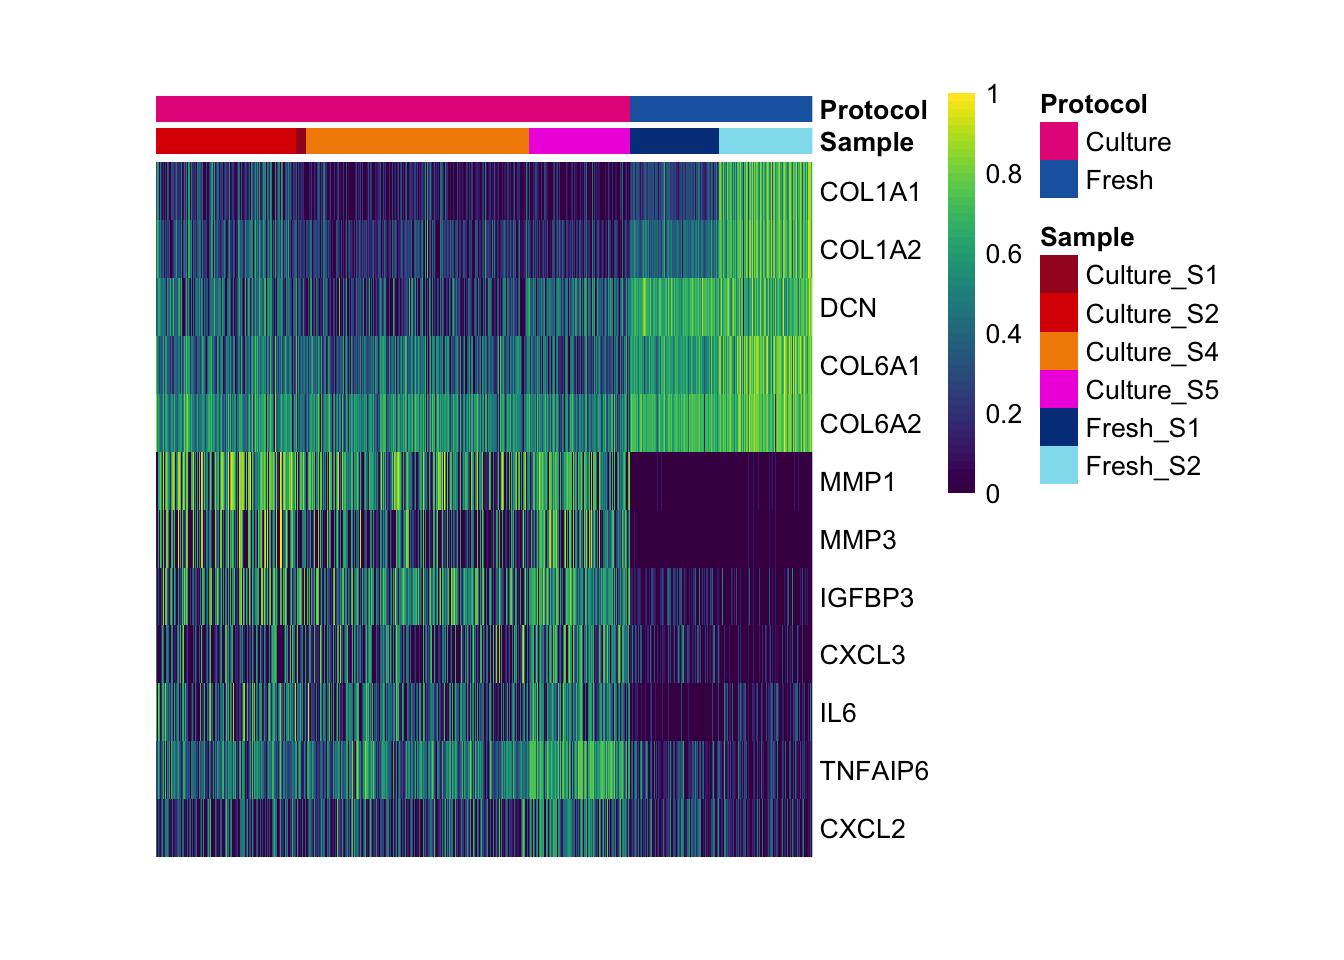 Protocol
Sample
COL1A1
COL1A2
DCN
COL6A1
COL6A2
MMP1
MMP3
IGFBP3
CXCL3
IL6
TNFAIP6
CXCL2
1
0.8
0.6
0.4
0.2
0
Protocol
Culture
Fresh
Sample
Culture_S1
Culture_S2
Culture_S4
Culture_S5
Fresh_S1
Fresh_S2